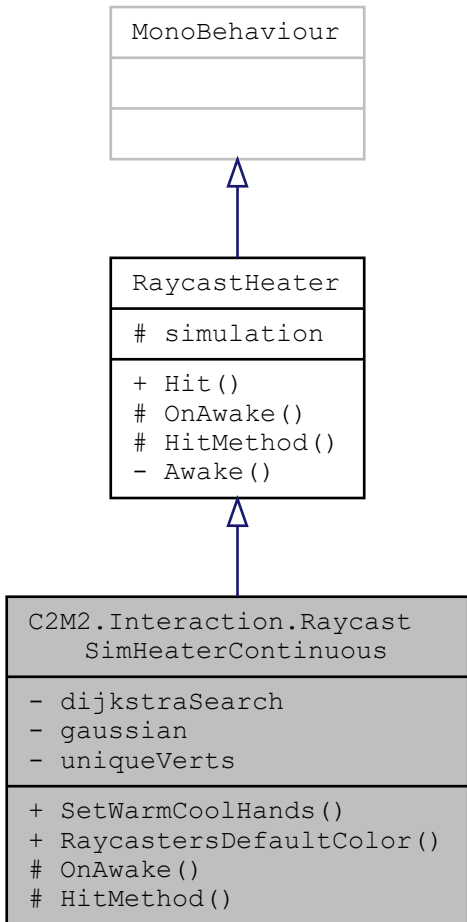 MonoBehaviour
RaycastHeater
# simulation
+ Hit()
# OnAwake()
# HitMethod()
- Awake()
C2M2.Interaction.Raycast
SimHeaterContinuous
- dijkstraSearch
- gaussian
- uniqueVerts
+ SetWarmCoolHands()
+ RaycastersDefaultColor()
# OnAwake()
# HitMethod()